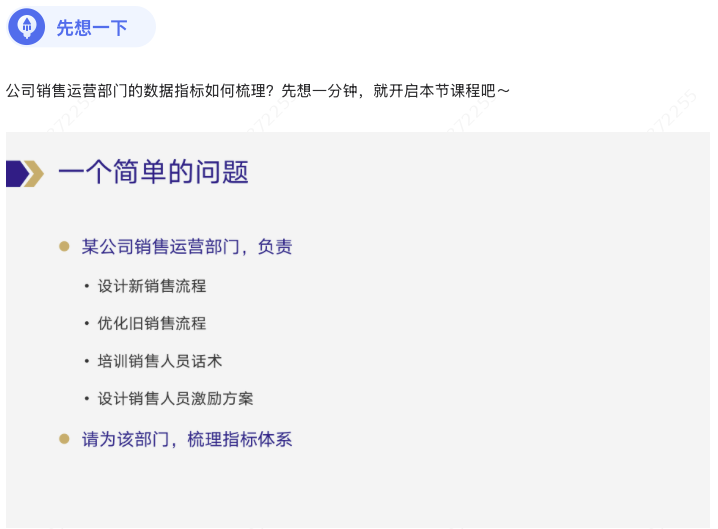 先想一下
公司销售运营部门的数据指标如何梳理？先想一分钟，就开启本节课程吧～
一个简单的问题
某公司销售运营部门，负责
• 设计新销售流程
• 优化旧销售流程
• 培训销售人员话术
• 设计销售人员激励方案
请为该部门，梳理指标体系